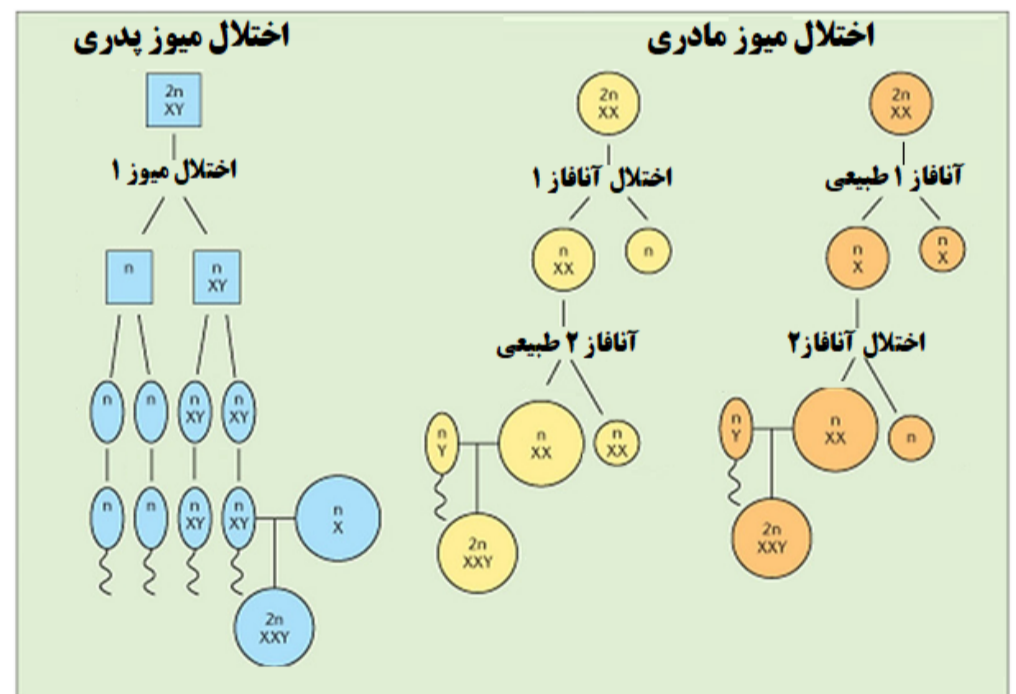 اختلال میوز مادری
اختلال میوز پدری
2n
XX
آنافاز ۱ طبیعی
n
X
n
X
اختلال آنافاز۲
n
Y
n
XX
n
2n
XXY
2n
XX
اختلال آنافاز ۱
n
XX
n
آنافاز ۲ طبیعی
n
Y
n
XX
n
XX
2n
XXY
2n
XY
اختلال میوز ۱
n
n
XY
n
n
n
XY
n
XY
n
n
n
XY
n
XY
n
X
2n
XXY